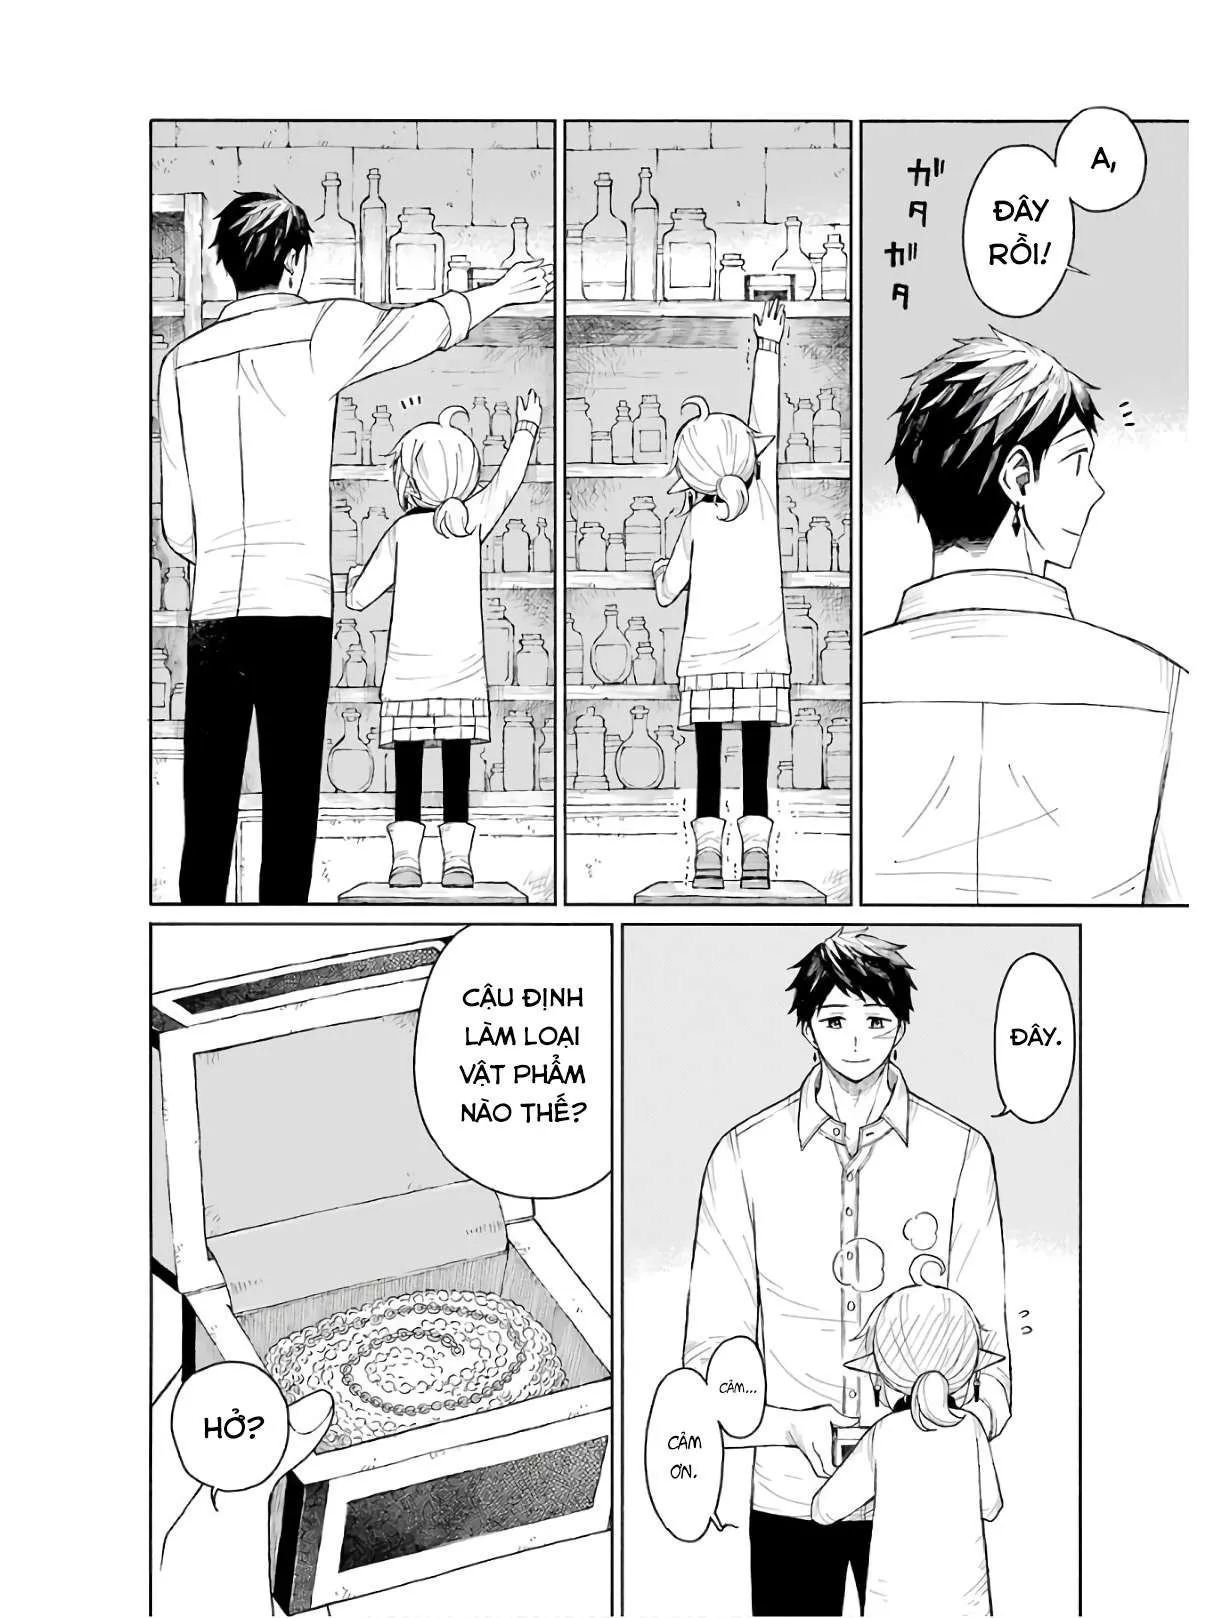 A,
ĐÂY
RỒI!
ガタ
ガタ
ĐÂY.
CẢM...
CẢM
ƠN.
CẬU ĐỊNH
LÀM LOẠI
VẬT PHẨM
NÀO THẾ?
HỞ?